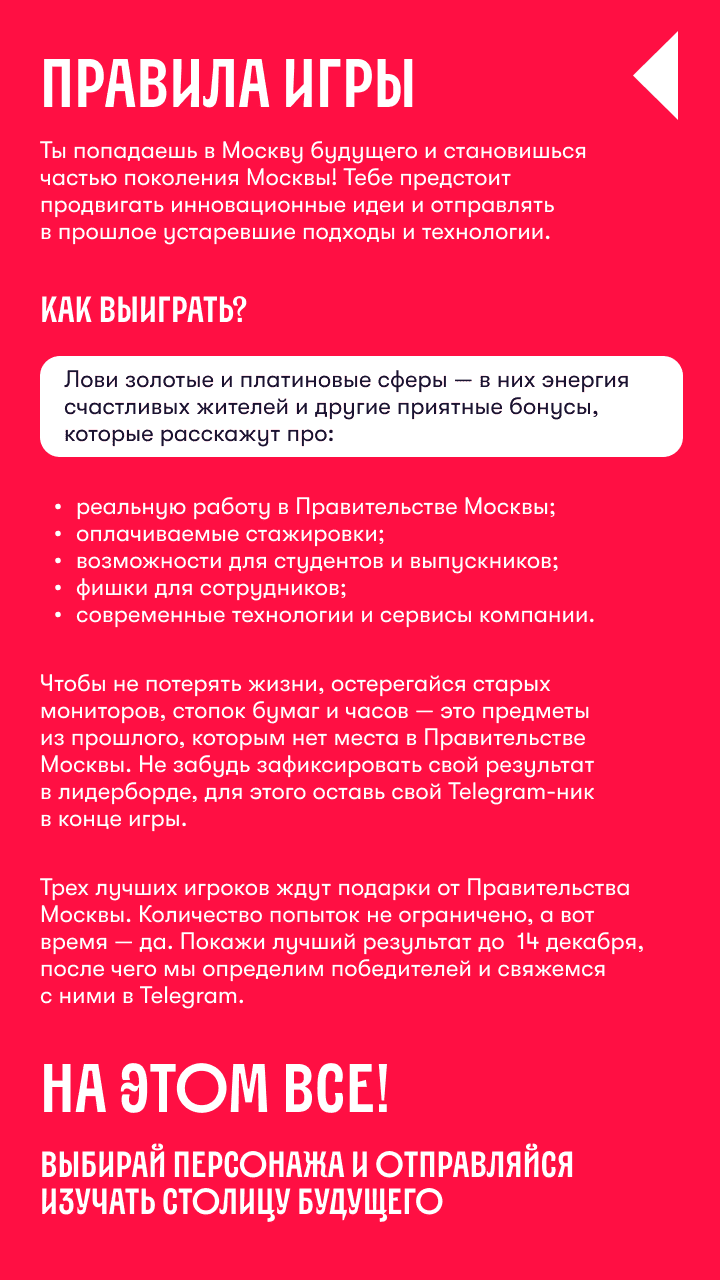 ПРАВИЛА ИГРЫ
Ты попадаешь в Москву будущего и становишься
частью поколения Москвы! Тебе предстоит
продвигать инновационные идеи и отправлять
в прошлое устаревшие подходы и технологии.
КАК ВЫИГРАТЬ?
Лови золотые и платиновые сферы — в них энергия
счастливых жителей и другие приятные бонусы,
которые расскажут про:
• реальную работу в Правительстве Москвы;
• оплачиваемые стажировки;
• возможности для студентов и выпускников;
• фишки для сотрудников;
• современные технологии и сервисы компании.
Чтобы не потерять жизни, остерегайся старых
мониторов, стопок бумаг и часов — это предметы
из прошлого, которым нет места в Правительстве
Москвы. Не забудь зафиксировать свой результат
в лидерборде, для этого оставь свой Telegram-ник
в конце игры.
Трех лучших игроков ждут подарки от Правительства
Москвы. Количество попыток не ограничено, а вот
время — да. Покажи лучший результат до 14 декабря,
после чего мы определим победителей и свяжемся
с ними в Telegram.
НА ЭТОМ ВСЕ!
ВЫБИРАЙ ПЕРСОНАЖА И ОТПРАВЛЯЙСЯ
ИЗУЧАТЬ СТОЛИЦУ БУДУЩЕГО